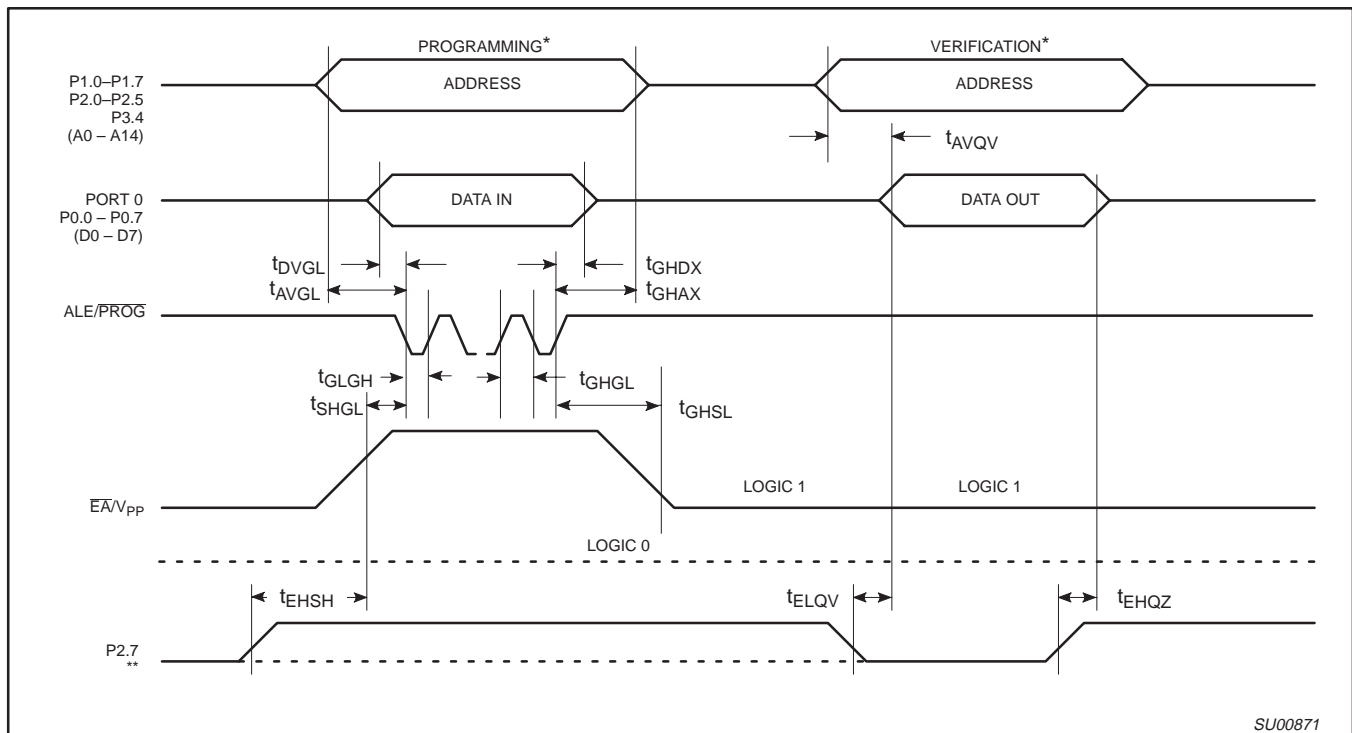 PROGRAMMING*
VERIFICATION*
P1.0–P1.7
P2.0–P2.5
P3.4
(A0 – A14)
ADDRESS
ADDRESS
tAVQV
PORT 0
P0.0 – P0.7
(D0 – D7)
DATA IN
DATA OUT
tDVGL
tGHDX
tAVGL
tGHAX
ALE/PROG
tGLGH
tGHGL
tSHGL
tGHSL
EA/VPP
LOGIC 1
LOGIC 1
LOGIC 0
tEHSH
tELQV
tEHQZ
P2.7
**
SU00871